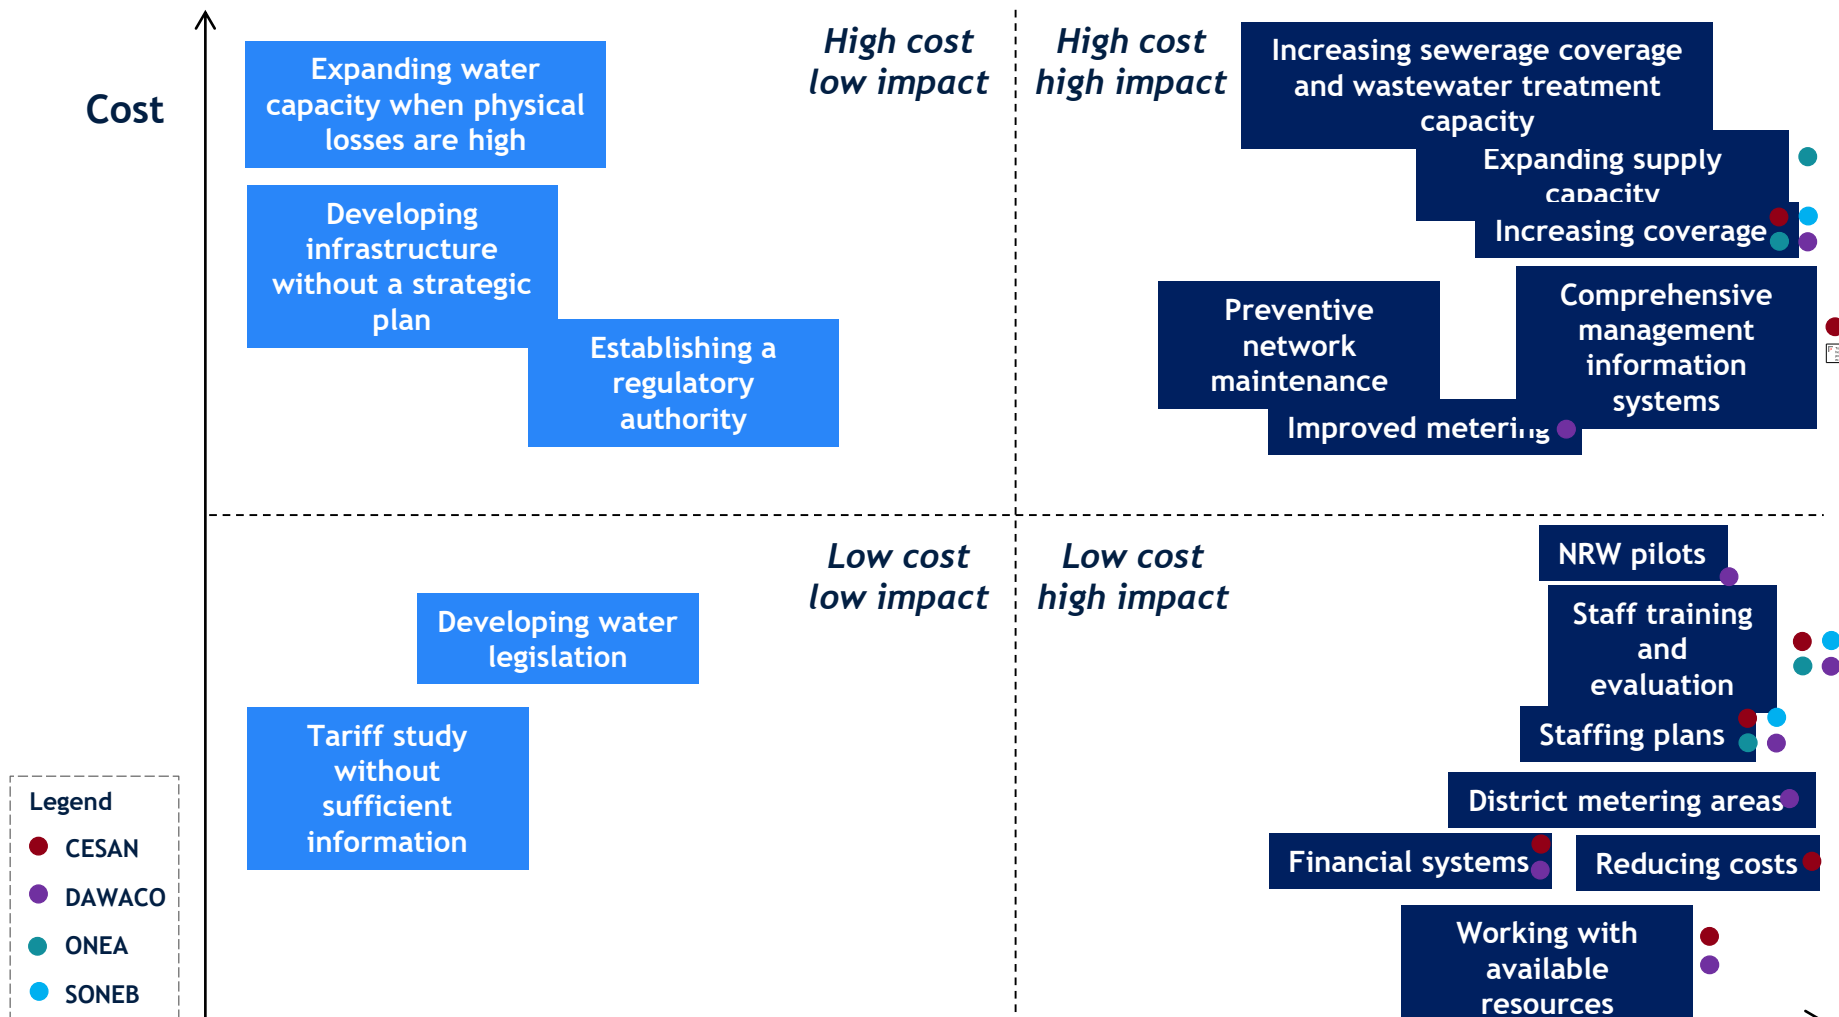 Cost
High cost
low impact
High cost
high impact
Expanding water
capacity when physical
losses are high
Developing
infrastructure
without a strategic
plan
Establishing a
regulatory
authority
Increasing sewerage coverage
and wastewater treatment
capacity
Expanding supply
capacity
Increasing coverage
Preventive
network
maintenance
Comprehensive
management
information
systems
Improved metering
Low cost
low impact
Low cost
high impact
Developing water
legislation
Tariff study
without
sufficient
information
NRW pilots
Staff training
and
evaluation
Staffing plans
District metering areas
Financial systems
Reducing costs
Working with
available
resources
Legend
CESAN
DAWACO
ONEA
SONEB